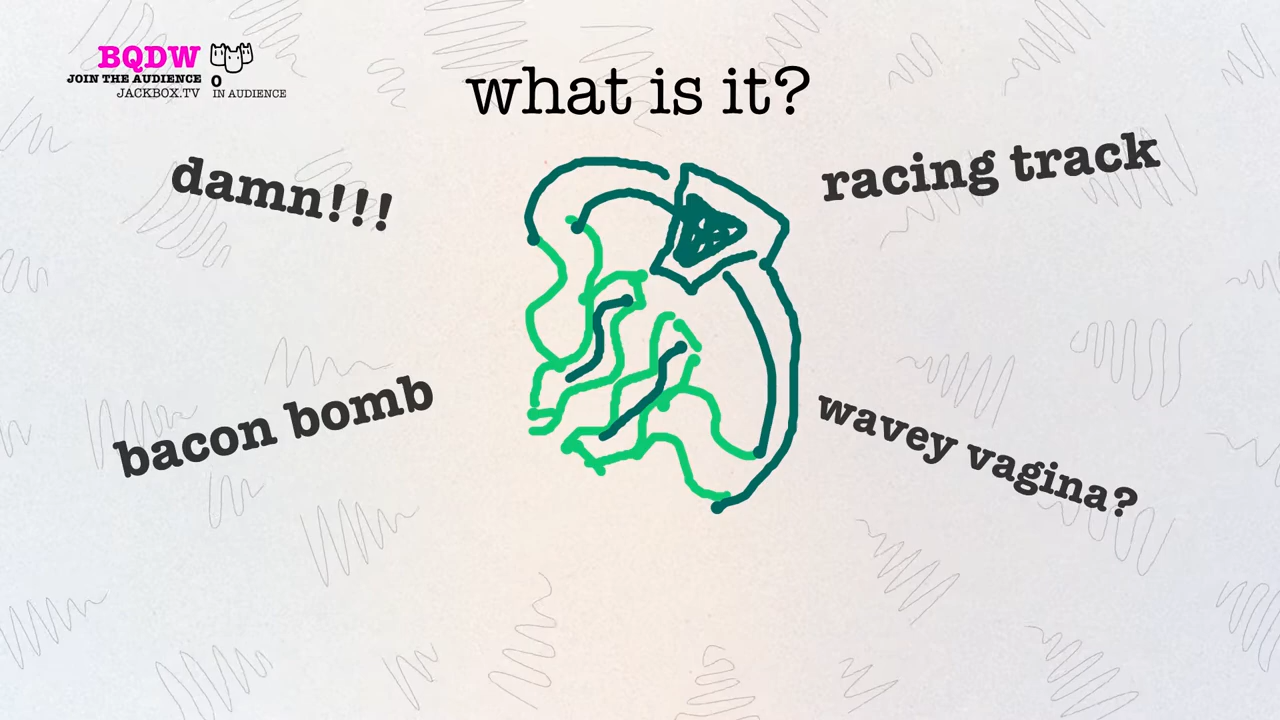 BQDW
JOIN THE AUDIENCE
JACKBOX.TV
0
IN AUDIENCE
what is it?
damn!!!
racing track
bacon bomb
wavey vagina?